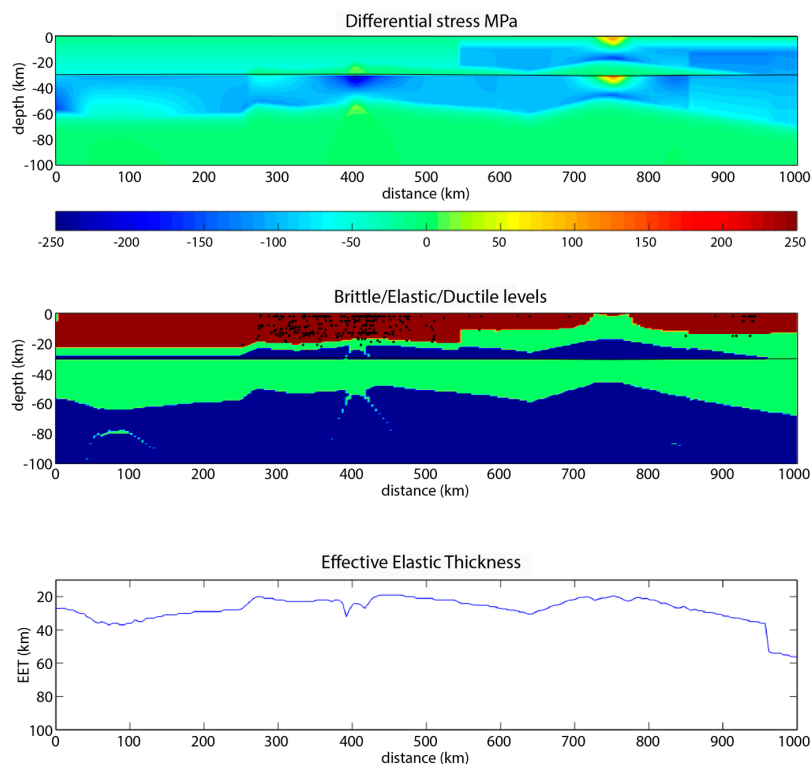 Differential stress MPa
0
-20
-40
-60
-80
-100
depth (km)
0 100 200 300 400 500 600 700 800 900 1000
distance (km)
-250 -200 -150 -100 -50 0 50 100 150 200 250
Brittle/Elastic/Ductile levels
0
-20
-40
-60
-80
-100
depth (km)
0 100 200 300 400 500 600 700 800 900 1000
distance (km)
Effective Elastic Thickness
20
40
60
80
100
EET (km)
0 100 200 300 400 500 600 700 800 900 1000
distance (km)